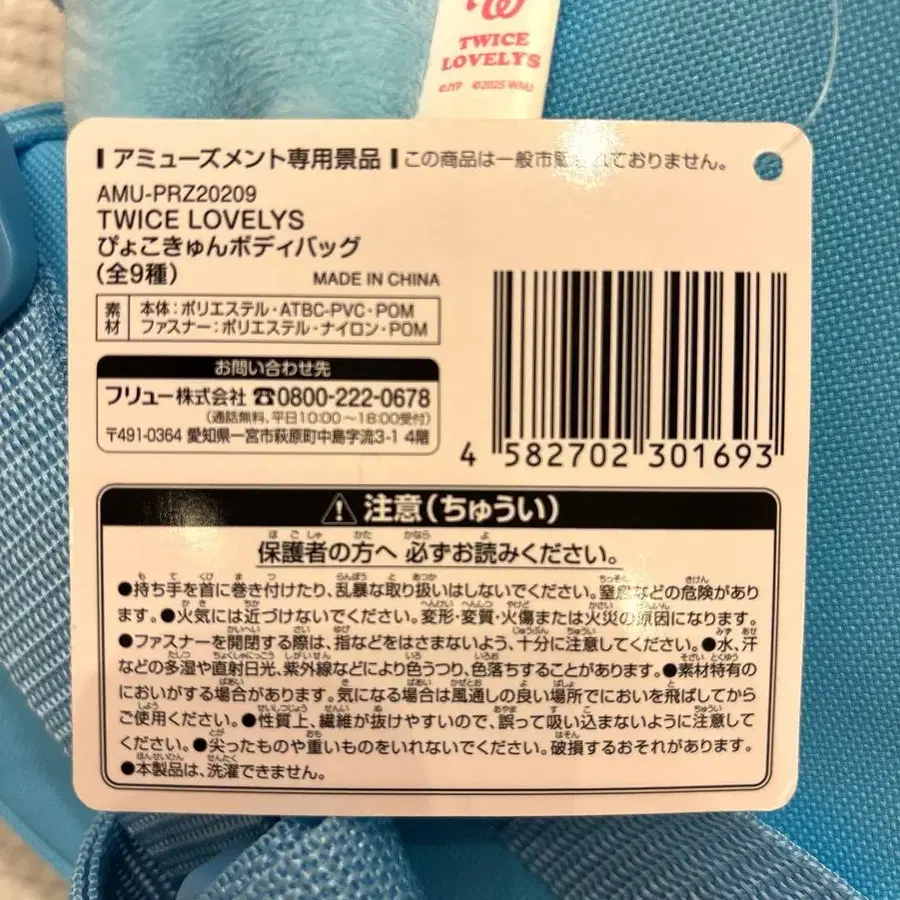 TWICE
LOVELYS
©JYP ©2025 WMJ
アミューズメント専用景品 この商品は一般市販されておりません。
AMU-PRZ20209
TWICE LOVELYS
ぴょこきゅんボディバッグ
(全9種) MADE IN CHINA
素材 本体:ポリエステル・ATBC-PVC・POM
ファスナー:ポリエステル・ナイロン・POM
お問い合わせ先
フリュー株式会社 ☎0800-222-0678
(通話無料、平日10:00~18:00受付)
〒491-0364 愛知県一宮市萩原町中島字流3-1 4階
4 582702 301693
⚠ 注意(ちゅうい)
保護者の方へ 必ずお読みください。
●持ち手を首に巻き付けたり、乱暴な取り扱いはしないでください。窒息などの危険があり
ます。●火気には近づけないでください。変形・変質・火傷または火災の原因になります。
●ファスナーを開閉する際は、指などをはさまないよう、十分に注意してください。●水、汗
などの多湿や直射日光、紫外線などにより色うつり、色落ちすることがあります。●素材特有の
においがする場合があります。気になる場合は風通しの良い場所でにおいを飛ばしてから
ご使用ください。●性質上、繊維が抜けやすいので、誤って吸い込まないように注意して
ください。●尖ったものや重いものをいれないでください。破損するおそれがあります。
●本製品は、洗濯できません。